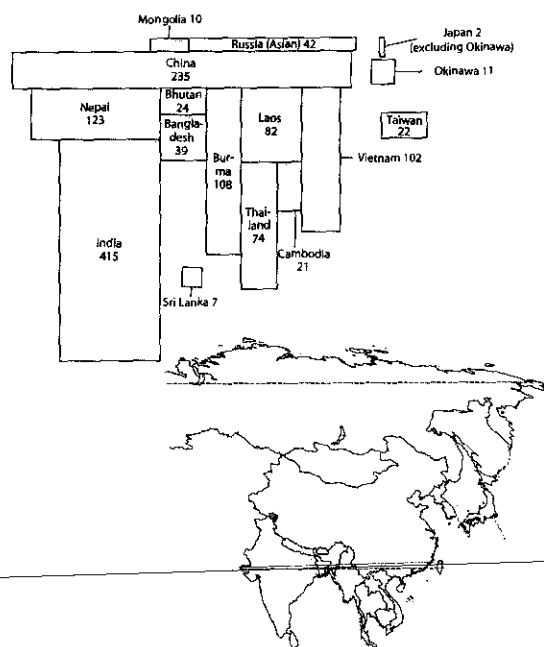 Mongolia 10
Russia (Asian) 42
Japan 2
(excluding Okinawa)
China
235
Okinawa 11
Nepal
123
Bhutan
24
Bangla-
desh
39
Bur-
ma
108
Laos
82
Taiwan
22
Vietnam 102
Thai-
land
74
Cambodia
21
India
415
Sri Lanka 7